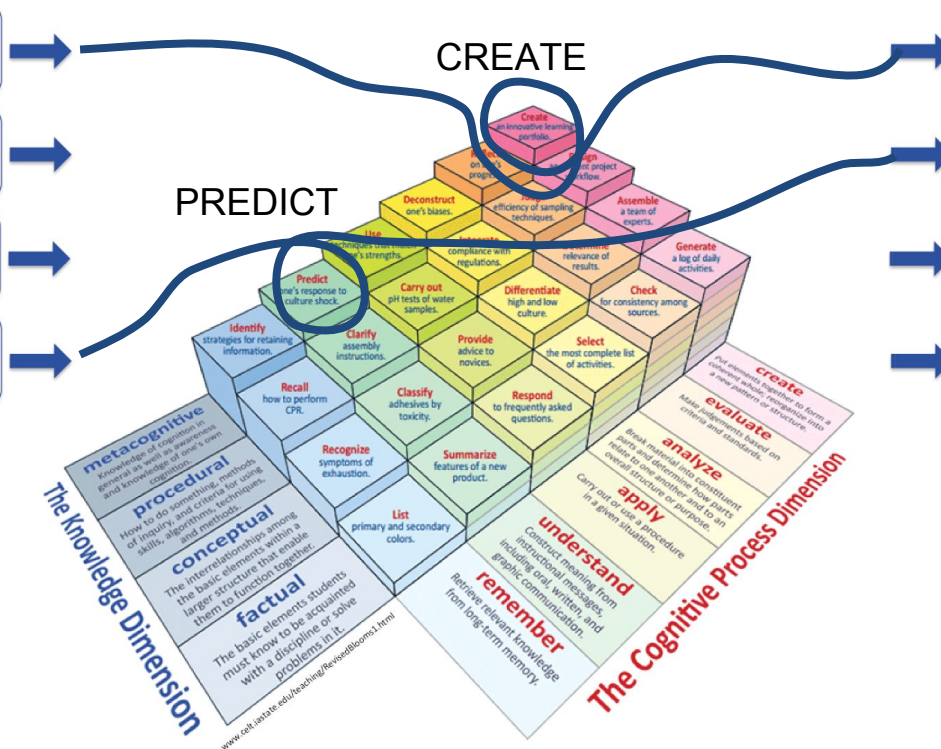 CREATE
PREDICT
Create
an innovative learning
portfolio.
on one's
progress.
Design
workflow.
Deconstruct
one's biases.
efficiency of sampling
techniques.
Assemble
a team of
experts.
Use
techniques that match
one's strengths.
Integrate
compliance with
regulations.
Determine
relevance of
results.
Generate
a log of daily
activities.
Predict
one's response to
culture shock.
Carry out
pH tests of water
samples.
Differentiate
high and low
culture.
Check
for consistency among
sources.
Identify
strategies for retaining
information.
Clarify
assembly
instructions.
Provide
advice to
novices.
Select
the most complete list
of activities.
Recall
how to perform
CPR.
Classify
adhesives by
toxicity.
Respond
to frequently asked
questions.
Recognize
symptoms of
exhaustion.
Summarize
features of a new
product.
List
primary and secondary
colors.
metacognitive
Knowledge of cognition in
general as well as awareness
and knowledge of one's own
cognition.
procedural
How to do something, methods
of inquiry, and criteria for using
skills, algorithms, techniques,
and methods.
conceptual
The interrelationships among
the basic elements within a
larger structure that enable
them to function together.
factual
The basic elements students
must know to be acquainted
with a discipline or solve
problems in it.
The Knowledge Dimension
www.celt.iastate.edu/teaching/RevisedBlooms1.html
create
Put elements together to form a
coherent whole; reorganize into
a new pattern or structure.
evaluate
Make judgements based on
criteria and standards.
analyze
Break material into constituent
parts and determine how parts
relate to one another and to an
overall structure or purpose.
apply
Carry out or use a procedure
in a given situation.
understand
Construct meaning from
instructional messages,
including oral, written, and
graphic communication.
remember
Retrieve relevant knowledge
from long-term memory.
The Cognitive Process Dimension